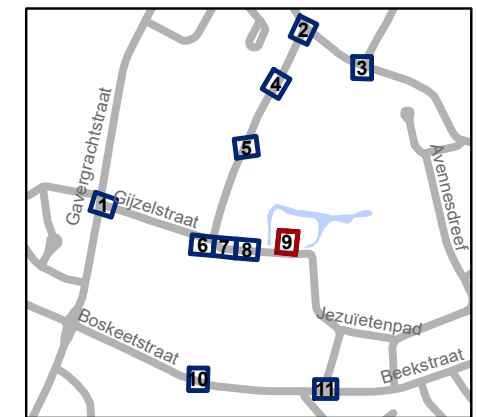 2
3
4
5
Gavergrachtstraat
Avennesdreef
1
Gijzelstraat
6
7
8
9
Jezuïetenpad
Boskeetstraat
Beekstraat
10
11